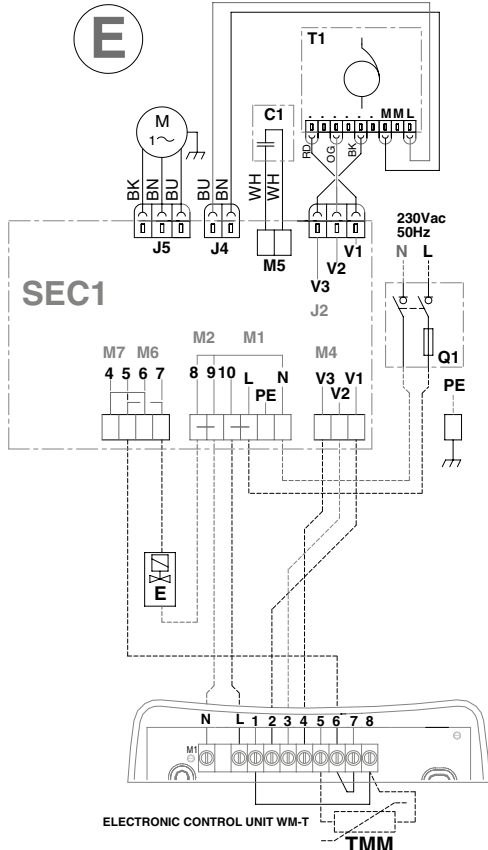 E
T1
- - - - - - M M L
C1
M
1~
RD OG BK
BK BN BU BU BN WH WH
230Vac
50Hz
N L
J5 J4 M5
V1
V2
V3
SEC1
J2
Q1
M7 M6 M2 M1 M4
4 5 6 7 8 9 10 L PE N V3 V2 V1
PE
E
N L 1 2 3 4 5 6 7 8
M1
ELECTRONIC CONTROL UNIT WM-T
TMM